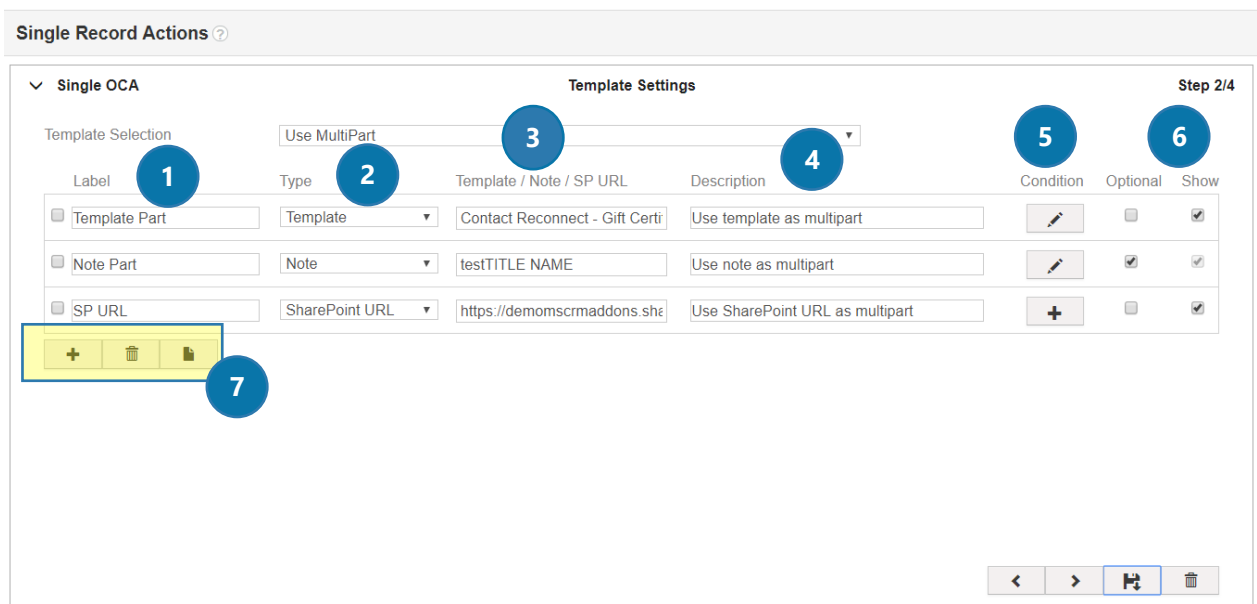 Single Record Actions ?
Single OCA Template Settings Step 2/4
Template Selection Use MultiPart 3 5 6
4
Label 1 Type 2 Template / Note / SP URL Description Condition Optional Show
Template Part Template Contact Reconnect - Gift Certi Use template as multipart
Note Part Note testTITLE NAME Use note as multipart
SP URL SharePoint URL https://demomscrmaddons.sha Use SharePoint URL as multipart
7